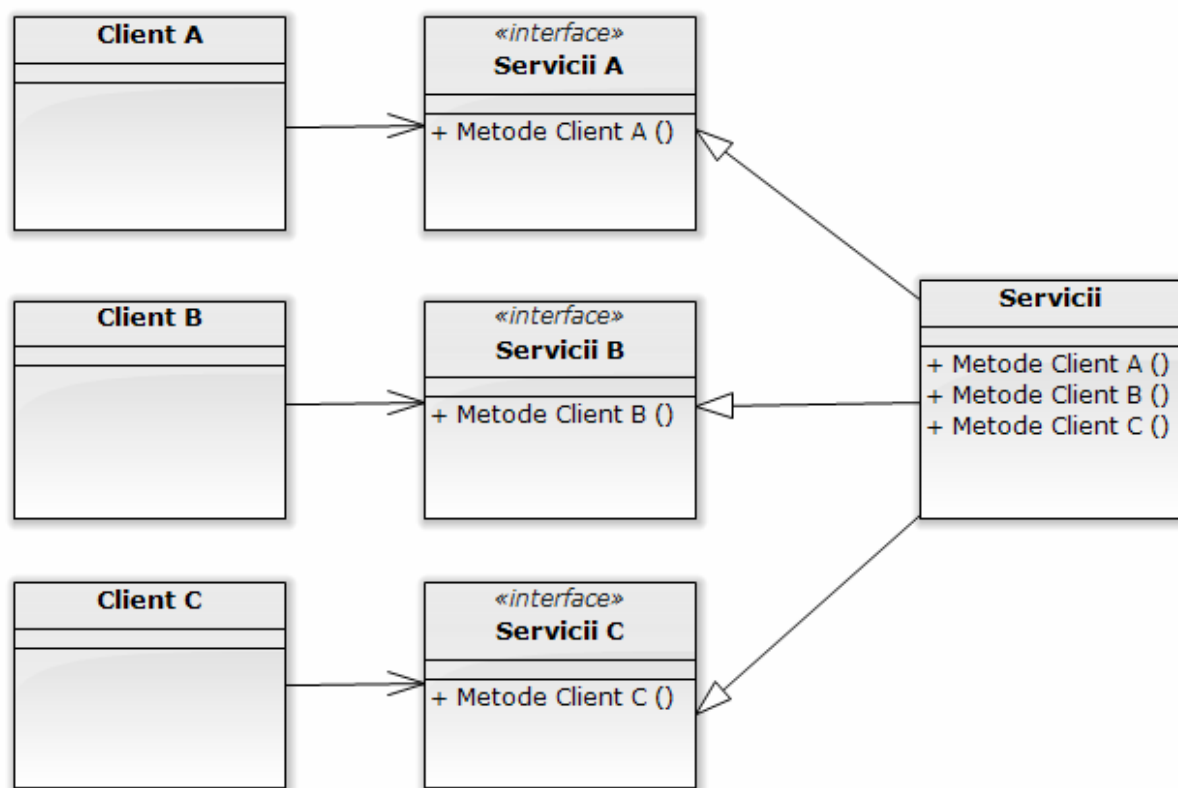 Client A
«interface»
Servicii A
+ Metode Client A ()
Client B
«interface»
Servicii B
+ Metode Client B ()
Servicii
+ Metode Client A ()
+ Metode Client B ()
+ Metode Client C ()
Client C
«interface»
Servicii C
+ Metode Client C ()